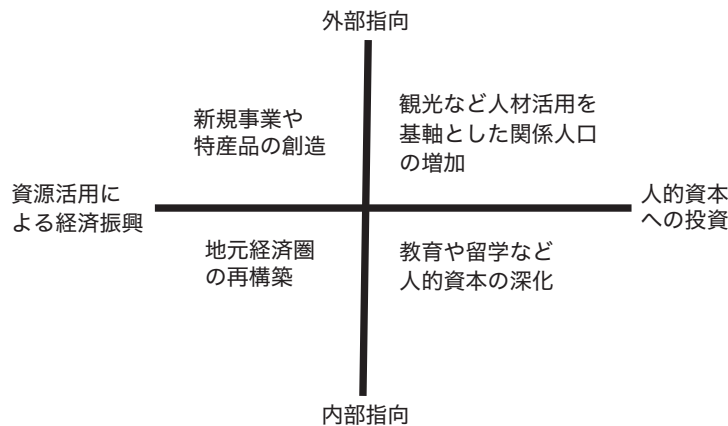 外部指向
新規事業や
特産品の創造
観光など人材活用を
基軸とした関係人口
の増加
資源活用に
よる経済振興
人的資本
への投資
地元経済圏
の再構築
教育や留学など
人的資本の深化
内部指向